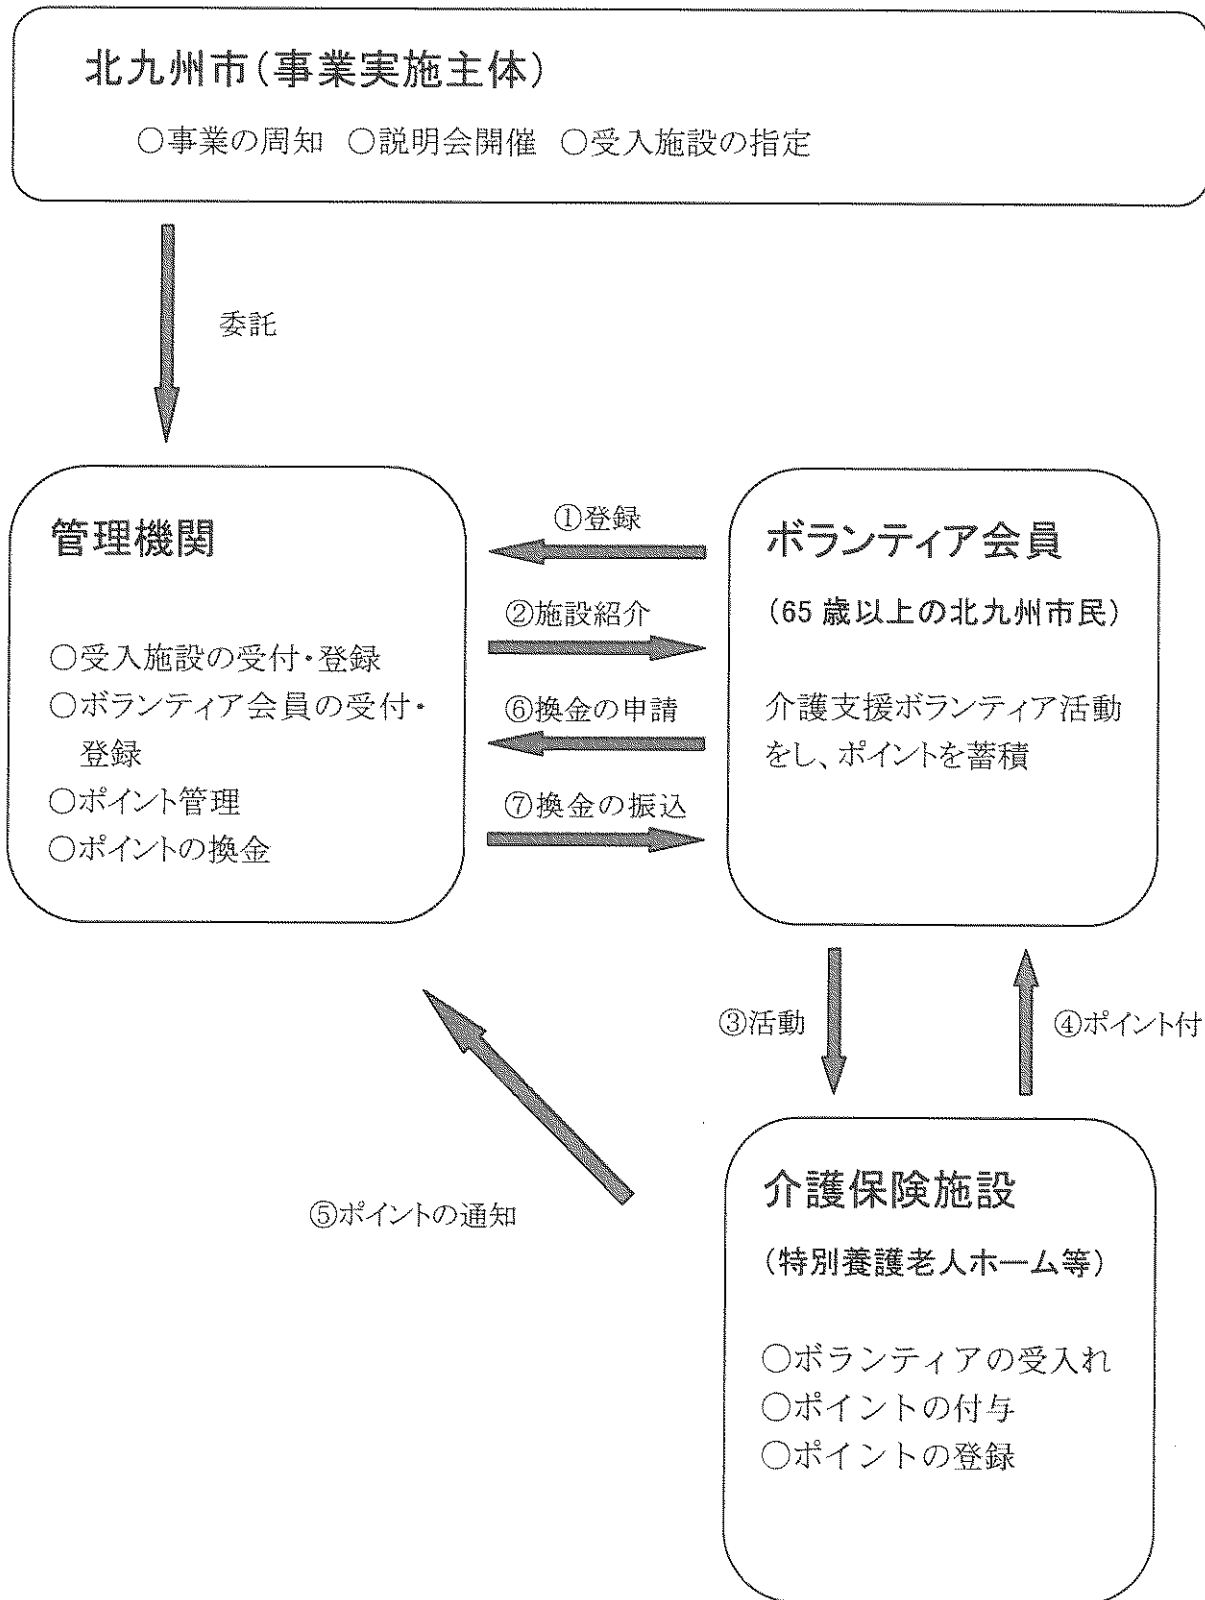 北九州市(事業実施主体)
○事業の周知 ○説明会開催 ○受入施設の指定
委託
管理機関
○受入施設の受付・登録
○ボランティア会員の受付・
登録
○ポイント管理
○ポイントの換金
①登録
②施設紹介
⑥換金の申請
⑦換金の振込
ボランティア会員
(65歳以上の北九州市民)
介護支援ボランティア活動
をし、ポイントを蓄積
③活動
④ポイント付
⑤ポイントの通知
介護保険施設
(特別養護老人ホーム等)
○ボランティアの受入れ
○ポイントの付与
○ポイントの登録